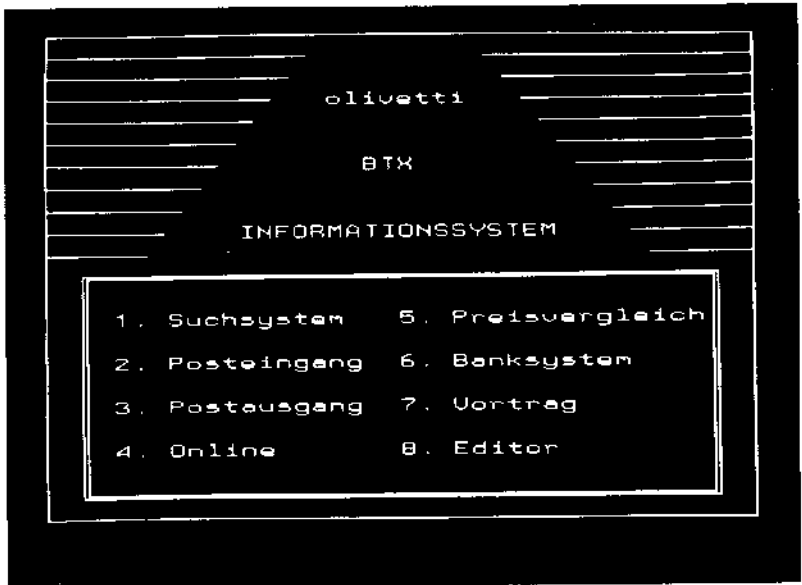 olivetti
BTX
INFORMATIONSSYSTEM
1. Suchsystem 5. Preisvergleich
2. Posteingang 6. Banksystem
3. Postausgang 7. Vortrag
4. Online 8. Editor